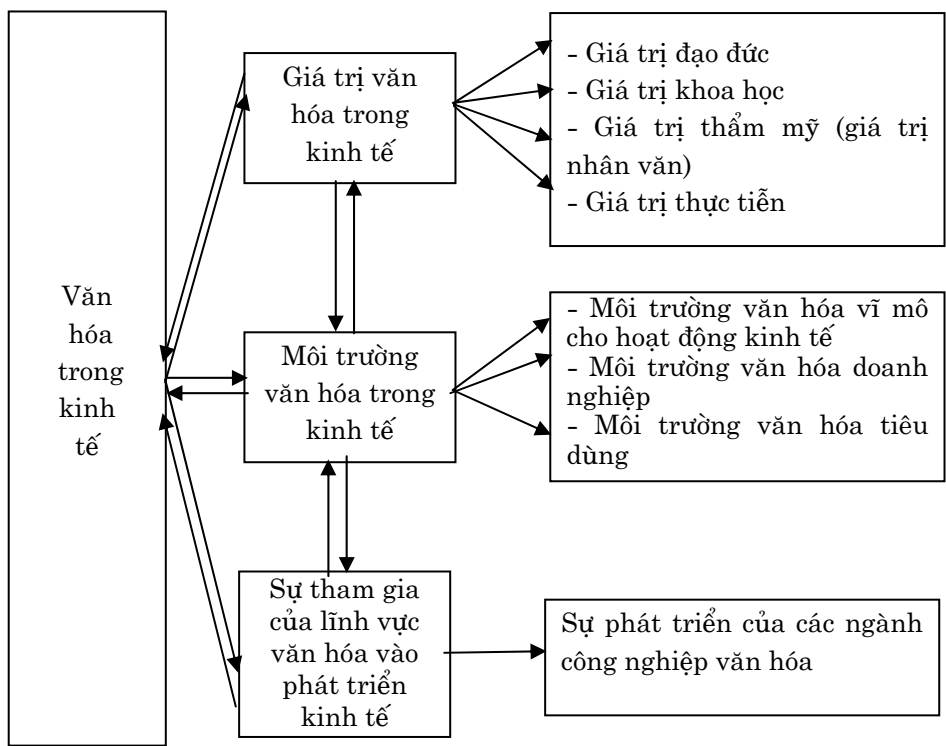 Văn
hóa
trong
kinh
tế
Giá trị văn
hóa trong
kinh tế
- Giá trị đạo đức
- Giá trị khoa học
- Giá trị thẩm mỹ (giá trị
nhân văn)
- Giá trị thực tiễn
Môi trường
văn hóa trong
kinh tế
- Môi trường văn hóa vĩ mô
cho hoạt động kinh tế
- Môi trường văn hóa doanh
nghiệp
- Môi trường văn hóa tiêu
dùng
Sự tham gia
của lĩnh vực
văn hóa vào
phát triển
kinh tế
Sự phát triển của các ngành
công nghiệp văn hóa